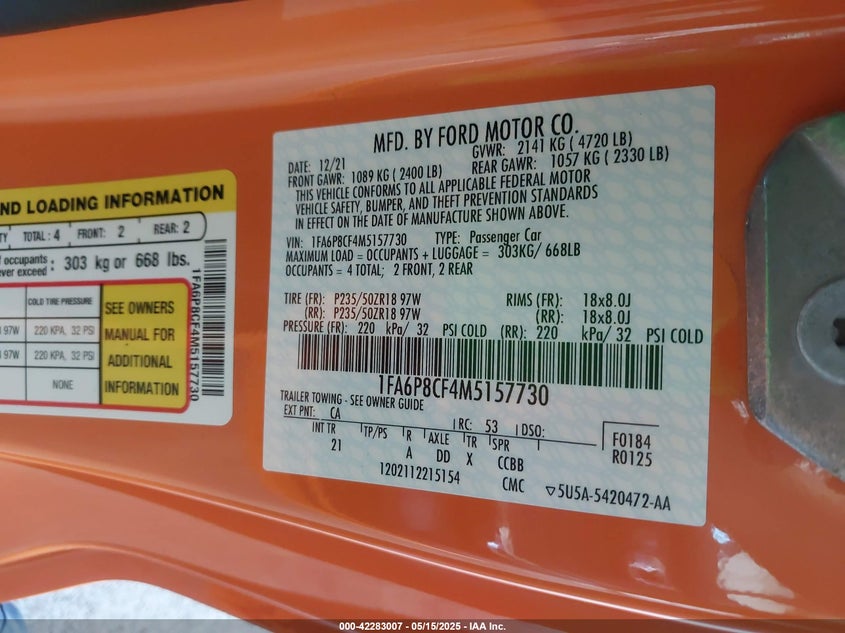 ND LOADING INFORMATION
TOTAL: 4 FRONT: 2 REAR: 2
occupants and
ever exceed : 303 kg or 668 lbs.
COLD TIRE PRESSURE
97W 220 KPA, 32 PSI
97W 220 KPA, 32 PSI
NONE
SEE OWNERS
MANUAL FOR
ADDITIONAL
INFORMATION
1FA6P8CF4M5157730
MFD. BY FORD MOTOR CO.
DATE: 12/21 GVWR: 2141 KG ( 4720 LB)
FRONT GAWR: 1089 KG ( 2400 LB) REAR GAWR: 1057 KG ( 2330 LB)
THIS VEHICLE CONFORMS TO ALL APPLICABLE FEDERAL MOTOR
VEHICLE SAFETY, BUMPER, AND THEFT PREVENTION STANDARDS
IN EFFECT ON THE DATE OF MANUFACTURE SHOWN ABOVE.
VIN: 1FA6P8CF4M5157730 TYPE: Passenger Car
MAXIMUM LOAD = OCCUPANTS + LUGGAGE = 303KG/ 668LB
OCCUPANTS = 4 TOTAL; 2 FRONT, 2 REAR
TIRE (FR): P235/50ZR18 97W RIMS (FR): 18x8.0J
(RR): P235/50ZR18 97W (RR): 18x8.0J
PRESSURE (FR): 220 kPa/ 32 PSI COLD (RR): 220 kPa/ 32 PSI COLD
1FA6P8CF4M5157730
TRAILER TOWING - SEE OWNER GUIDE
EXT PNT: CA RC: 53 DSO:
INT TR TP/PS R AXLE TR SPR
21 A DD X CCBB
F0184
R0125
1202112215154 CMC ▽5U5A-5420472-AA
000-42283007 - 05/15/2025 - IAA Inc.